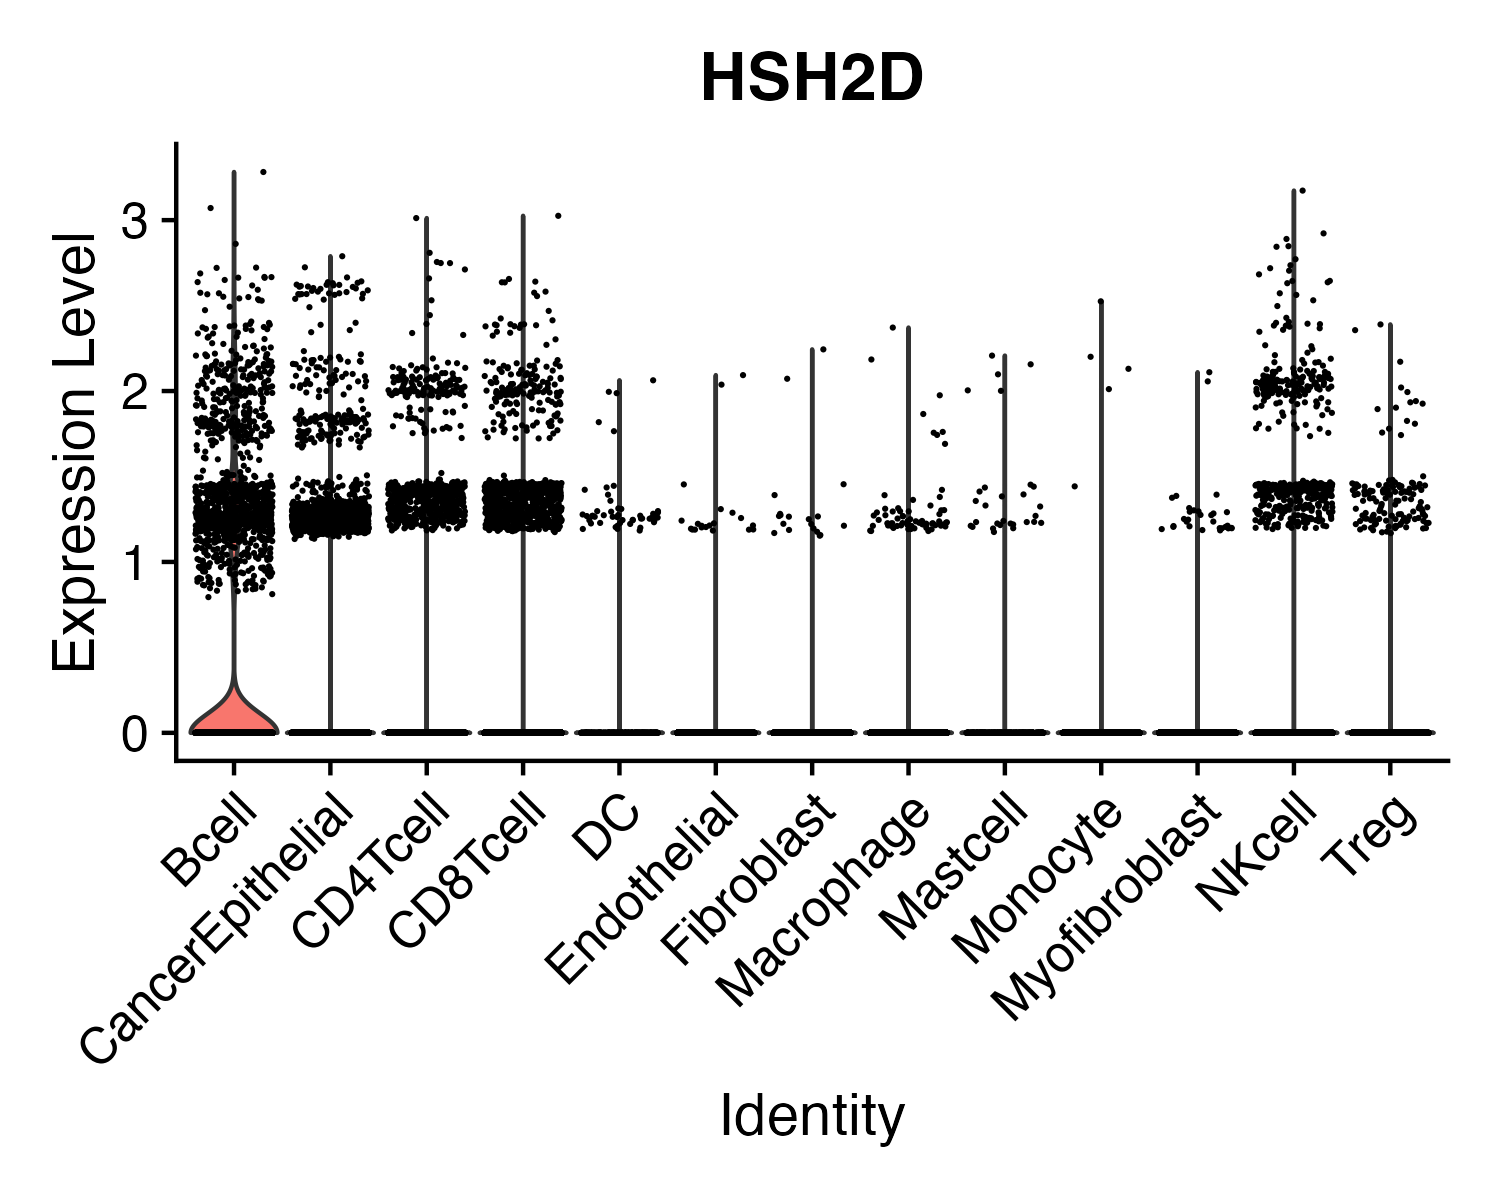 HSH2D
Expression Level
3
2
1
0
Bcell
CancerEpithelial
CD4Tcell
CD8Tcell
DC
Endothelial
Fibroblast
Macrophage
Mastcell
Monocyte
Myofibroblast
NKcell
Treg
Identity